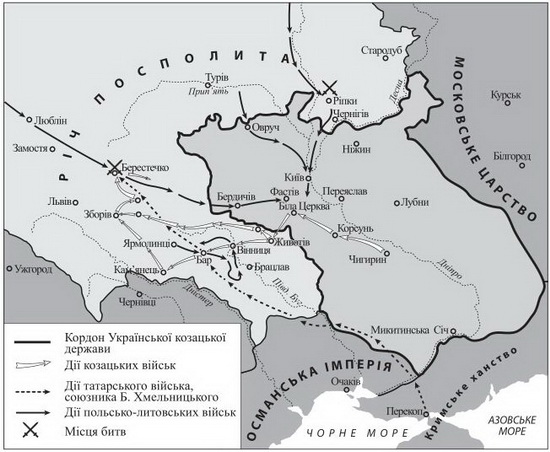 РІЧ ПОСПОЛИТА
МОСКОВСЬКЕ ЦАРСТВО
Стародуб
Турів
Прип'ять
Десна
Ріпки
Курськ
Люблін
Овруч
Чернігів
Замостя
Ніжин
Білгород
Берестечко
Київ
Львів
Бердичів
Фастів
Переяслав
Лубни
Зборів
Біла Церква
Ярмолинці
Животів
Корсунь
Вінниця
Бар
Чигирин
Ужгород
Кам'янець
Брацлав
Дніпро
Чернівці
Дністер
Півд. Буг
Микитинська Січ
Кордон Української козацької
держави
Дії козацьких військ
Дії татарського війська,
союзника Б. Хмельницького
Дії польсько-литовських військ
Місця битв
ОСМАНСЬКА ІМПЕРІЯ
Очаків
Кримське ханство
Перекоп
ЧОРНЕ МОРЕ
АЗОВСЬКЕ
МОРЕ